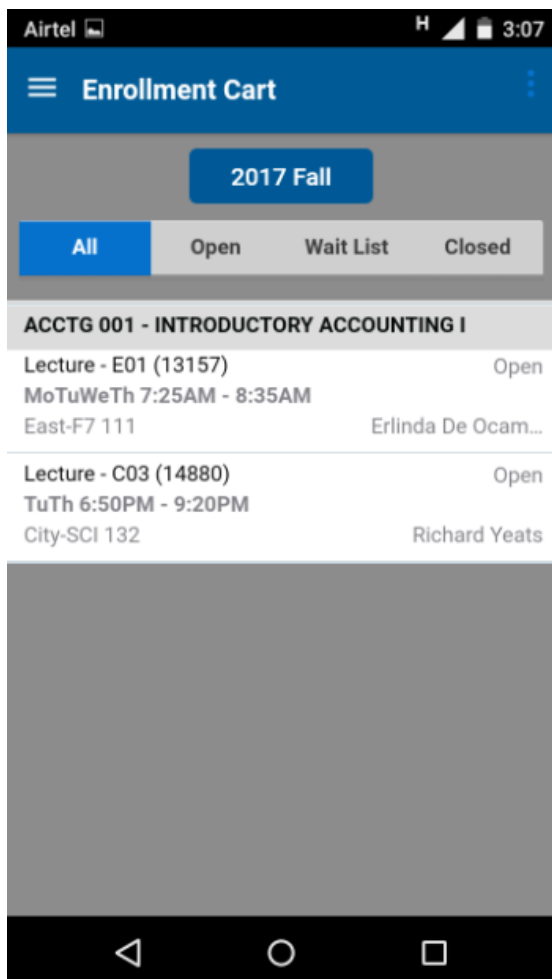 Airtel H 3:07
Enrollment Cart
2017 Fall
All Open Wait List Closed
ACCTG 001 - INTRODUCTORY ACCOUNTING I
Lecture - E01 (13157) Open
MoTuWeTh 7:25AM - 8:35AM
East-F7 111 Erlinda De Ocam...
Lecture - C03 (14880) Open
TuTh 6:50PM - 9:20PM
City-SCI 132 Richard Yeats